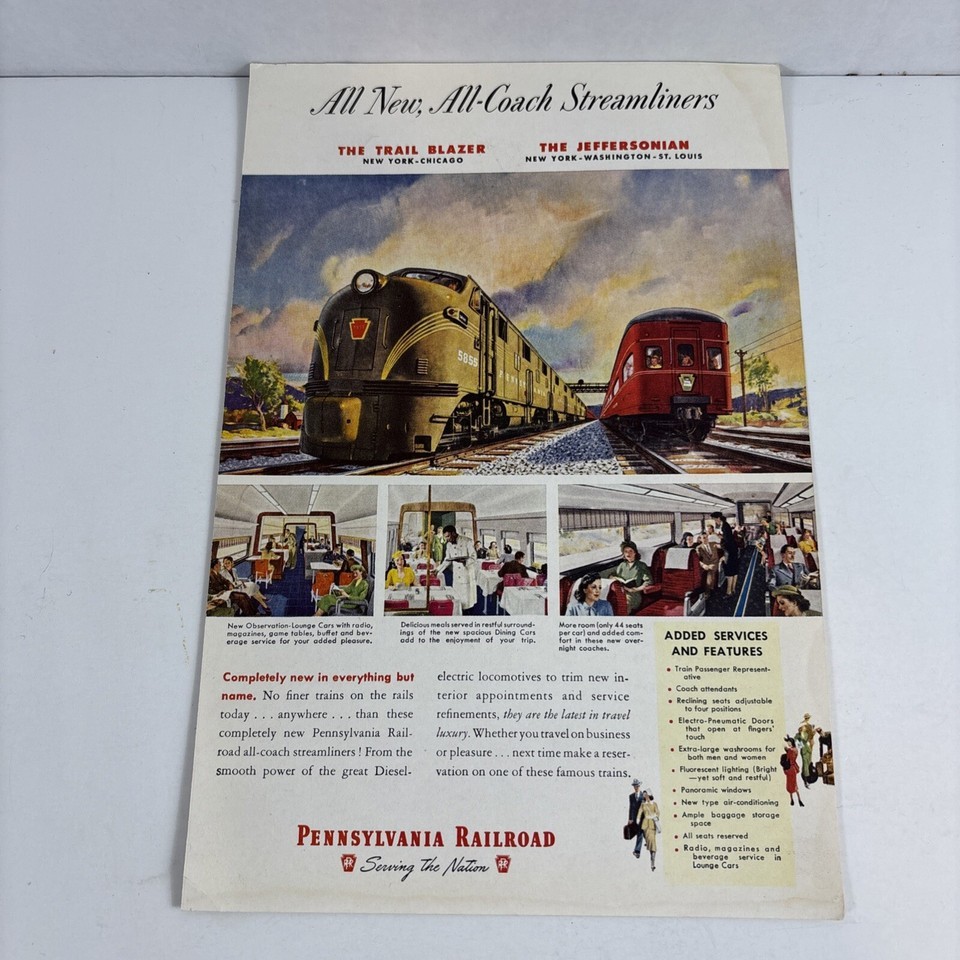 All New, All-Coach Streamliners
THE TRAIL BLAZER
NEW YORK-CHICAGO
THE JEFFERSONIAN
NEW YORK-WASHINGTON-ST. LOUIS
5855
New Observation-Lounge Cars with radio,
magazines, game tables, buffet and bev-
erage service for your added pleasure.
Delicious meals served in restful surround-
ings of the new spacious Dining Cars
add to the enjoyment of your trip.
More room (only 44 seats
per car) and added com-
fort in these new over-
night coaches.
Completely new in everything but
name. No finer trains on the rails
today . . . anywhere . . . than these
completely new Pennsylvania Rail-
road all-coach streamliners! From the
smooth power of the great Diesel-
electric locomotives to trim new in-
terior appointments and service
refinements, they are the latest in travel
luxury. Whether you travel on business
or pleasure . . . next time make a reser-
vation on one of these famous trains.
ADDED SERVICES
AND FEATURES
• Train Passenger Represent-
ative
• Coach attendants
• Reclining seats adjustable
to four positions
• Electro-Pneumatic Doors
that open at fingers'
touch
• Extra-large washrooms for
both men and women
• Fluorescent lighting (Bright
—yet soft and restful)
• Panoramic windows
• New type air-conditioning
• Ample baggage storage
space
• All seats reserved
• Radio, magazines and
beverage service in
Lounge Cars
PENNSYLVANIA RAILROAD
Serving the Nation